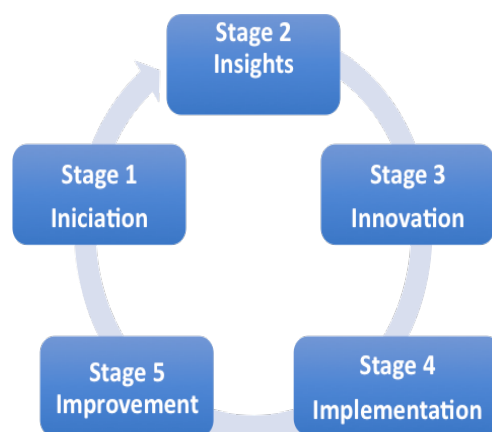 Stage 2
Insights
Stage 1
Iniciation
Stage 3
Innovation
Stage 5
Improvement
Stage 4
Implementation